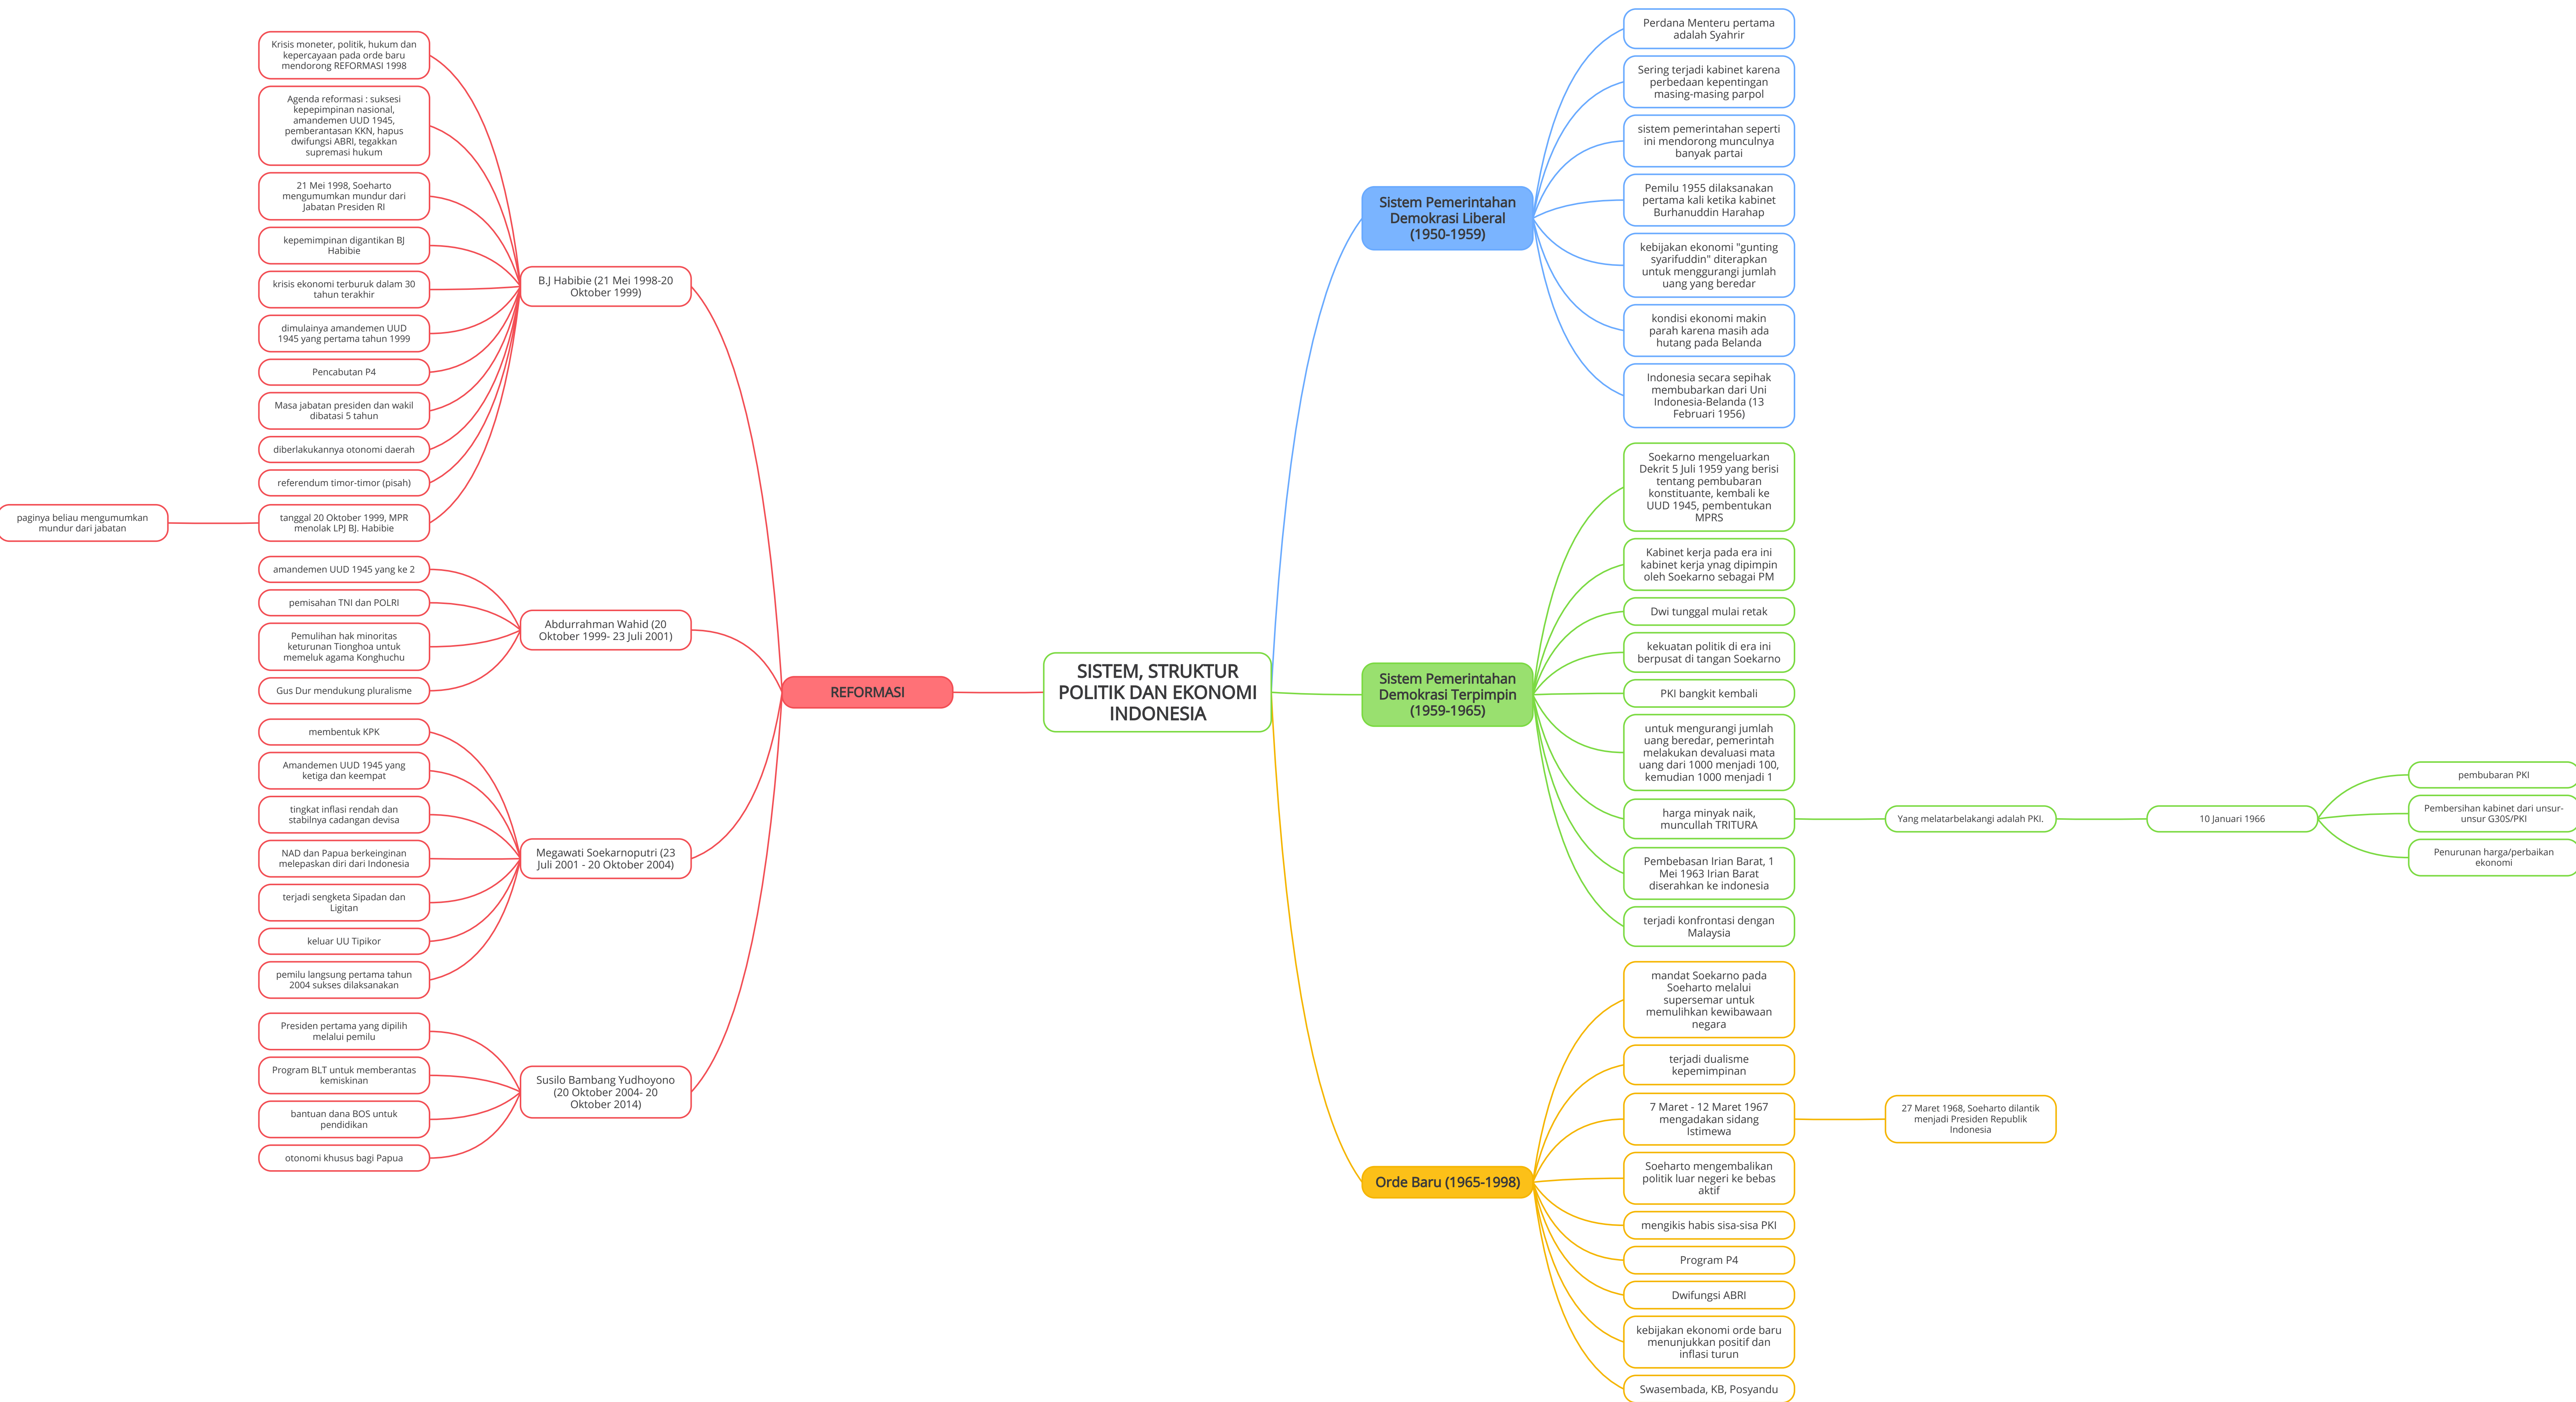 SISTEM, STRUKTUR
POLITIK DAN EKONOMI
INDONESIA
Sistem Pemerintahan
Demokrasi Liberal
(1950-1959)
Perdana Menteru pertama
adalah Syahrir
Sering terjadi kabinet karena
perbedaan kepentingan
masing-masing parpol
sistem pemerintahan seperti
ini mendorong munculnya
banyak partai
Pemilu 1955 dilaksanakan
pertama kali ketika kabinet
Burhanuddin Harahap
kebijakan ekonomi "gunting
syarifuddin" diterapkan
untuk menggurangi jumlah
uang yang beredar
kondisi ekonomi makin
parah karena masih ada
hutang pada Belanda
Indonesia secara sepihak
membubarkan dari Uni
Indonesia-Belanda (13
Februari 1956)
Sistem Pemerintahan
Demokrasi Terpimpin
(1959-1965)
Soekarno mengeluarkan
Dekrit 5 Juli 1959 yang berisi
tentang pembubaran
konstituante, kembali ke
UUD 1945, pembentukan
MPRS
Kabinet kerja pada era ini
kabinet kerja ynag dipimpin
oleh Soekarno sebagai PM
Dwi tunggal mulai retak
kekuatan politik di era ini
berpusat di tangan Soekarno
PKI bangkit kembali
untuk mengurangi jumlah
uang beredar, pemerintah
melakukan devaluasi mata
uang dari 1000 menjadi 100,
kemudian 1000 menjadi 1
harga minyak naik,
muncullah TRITURA
Yang melatarbelakangi adalah PKI.
10 Januari 1966
pembubaran PKI
Pembersihan kabinet dari unsur-
unsur G30S/PKI
Penurunan harga/perbaikan
ekonomi
Pembebasan Irian Barat, 1
Mei 1963 Irian Barat
diserahkan ke indonesia
terjadi konfrontasi dengan
Malaysia
Orde Baru (1965-1998)
mandat Soekarno pada
Soeharto melalui
supersemar untuk
memulihkan kewibawaan
negara
terjadi dualisme
kepemimpinan
7 Maret - 12 Maret 1967
mengadakan sidang
Istimewa
27 Maret 1968, Soeharto dilantik
menjadi Presiden Republik
Indonesia
Soeharto mengembalikan
politik luar negeri ke bebas
aktif
mengikis habis sisa-sisa PKI
Program P4
Dwifungsi ABRI
kebijakan ekonomi orde baru
menunjukkan positif dan
inflasi turun
Swasembada, KB, Posyandu
REFORMASI
B.J Habibie (21 Mei 1998-20
Oktober 1999)
Krisis moneter, politik, hukum dan
kepercayaan pada orde baru
mendorong REFORMASI 1998
Agenda reformasi : suksesi
kepepimpinan nasional,
amandemen UUD 1945,
pemberantasan KKN, hapus
dwifungsi ABRI, tegakkan
supremasi hukum
21 Mei 1998, Soeharto
mengumumkan mundur dari
Jabatan Presiden RI
kepemimpinan digantikan BJ
Habibie
krisis ekonomi terburuk dalam 30
tahun terakhir
dimulainya amandemen UUD
1945 yang pertama tahun 1999
Pencabutan P4
Masa jabatan presiden dan wakil
dibatasi 5 tahun
diberlakukannya otonomi daerah
referendum timor-timor (pisah)
tanggal 20 Oktober 1999, MPR
menolak LPJ BJ. Habibie
paginya beliau mengumumkan
mundur dari jabatan
Abdurrahman Wahid (20
Oktober 1999- 23 Juli 2001)
amandemen UUD 1945 yang ke 2
pemisahan TNI dan POLRI
Pemulihan hak minoritas
keturunan Tionghoa untuk
memeluk agama Konghuchu
Gus Dur mendukung pluralisme
Megawati Soekarnoputri (23
Juli 2001 - 20 Oktober 2004)
membentuk KPK
Amandemen UUD 1945 yang
ketiga dan keempat
tingkat inflasi rendah dan
stabilnya cadangan devisa
NAD dan Papua berkeinginan
melepaskan diri dari Indonesia
terjadi sengketa Sipadan dan
Ligitan
keluar UU Tipikor
pemilu langsung pertama tahun
2004 sukses dilaksanakan
Susilo Bambang Yudhoyono
(20 Oktober 2004- 20
Oktober 2014)
Presiden pertama yang dipilih
melalui pemilu
Program BLT untuk memberantas
kemiskinan
bantuan dana BOS untuk
pendidikan
otonomi khusus bagi Papua